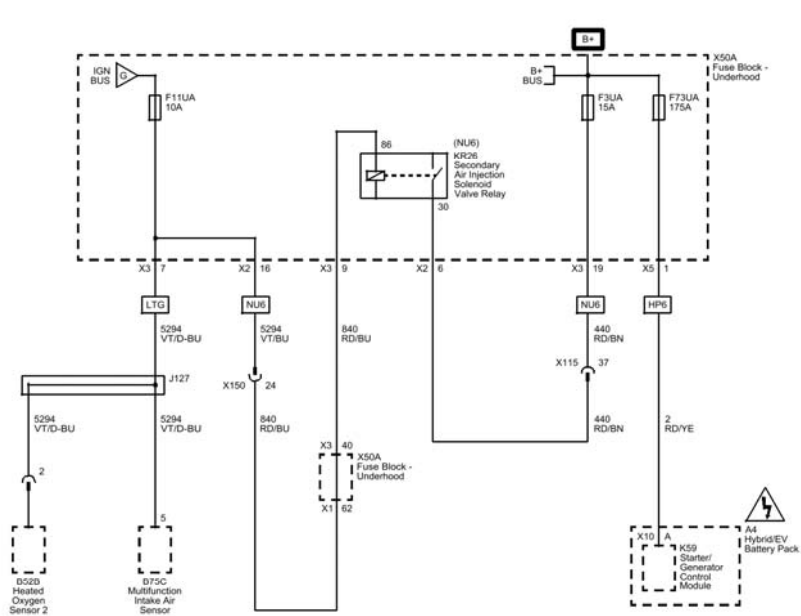 B+
X50A
Fuse Block -
Underhood
IGN
BUS
G
B+
BUS
F11UA
10A
F3UA
15A
F73UA
175A
86
(NU6)
KR26
Secondary
Air Injection
Solenoid
Valve Relay
30
X3 7
X2 16
X3 9
X2 6
X3 19
X5 1
LTG
NU6
NU6
HP6
5294
VT/D-BU
5294
VT/BU
840
RD/BU
440
RD/BN
J127
X150 24
X115 37
5294
VT/D-BU
5294
VT/D-BU
840
RD/BU
440
RD/BN
2
RD/YE
X3 40
X50A
Fuse Block -
Underhood
X1 62
2
5
B52B
Heated
Oxygen
Sensor 2
B75C
Multifunction
Intake Air
Sensor
A4
Hybrid/EV
Battery Pack
X10 A
K59
Starter/
Generator
Control
Module